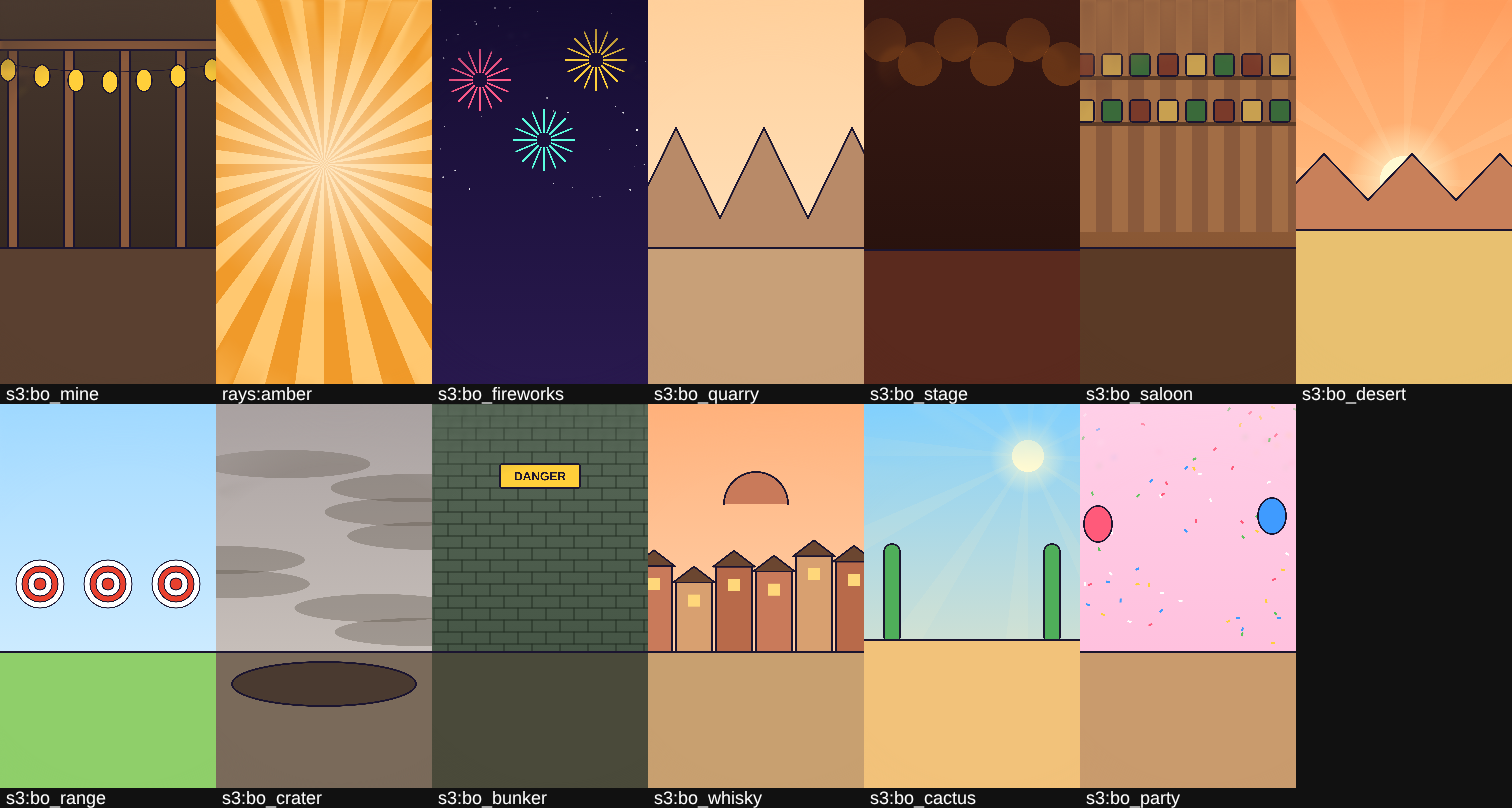 s3:bo_mine
rays:amber
s3:bo_fireworks
s3:bo_quarry
s3:bo_stage
s3:bo_saloon
s3:bo_desert
DANGER
s3:bo_range
s3:bo_crater
s3:bo_bunker
s3:bo_whisky
s3:bo_cactus
s3:bo_party